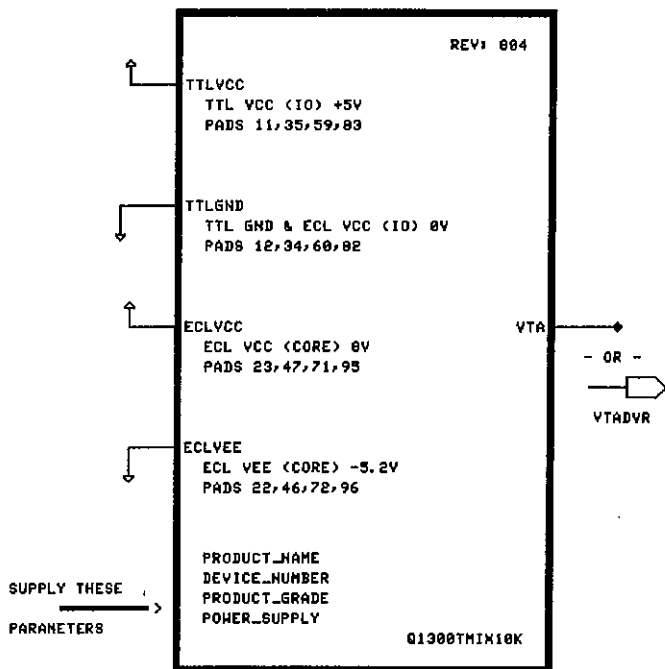 REV: 804
TTLVCC
TTL VCC (IO) +5V
PADS 11,35,59,83
TTLGND
TTL GND & ECL VCC (IO) 0V
PADS 12,34,60,82
ECLVCC
ECL VCC (CORE) 0V
PADS 23,47,71,95
VTA
- OR -
VTADVR
ECLVEE
ECL VEE (CORE) -5.2V
PADS 22,46,72,96
PRODUCT_NAME
DEVICE_NUMBER
PRODUCT_GRADE
POWER_SUPPLY
SUPPLY THESE
PARAMETERS
Q1300TMIX10K